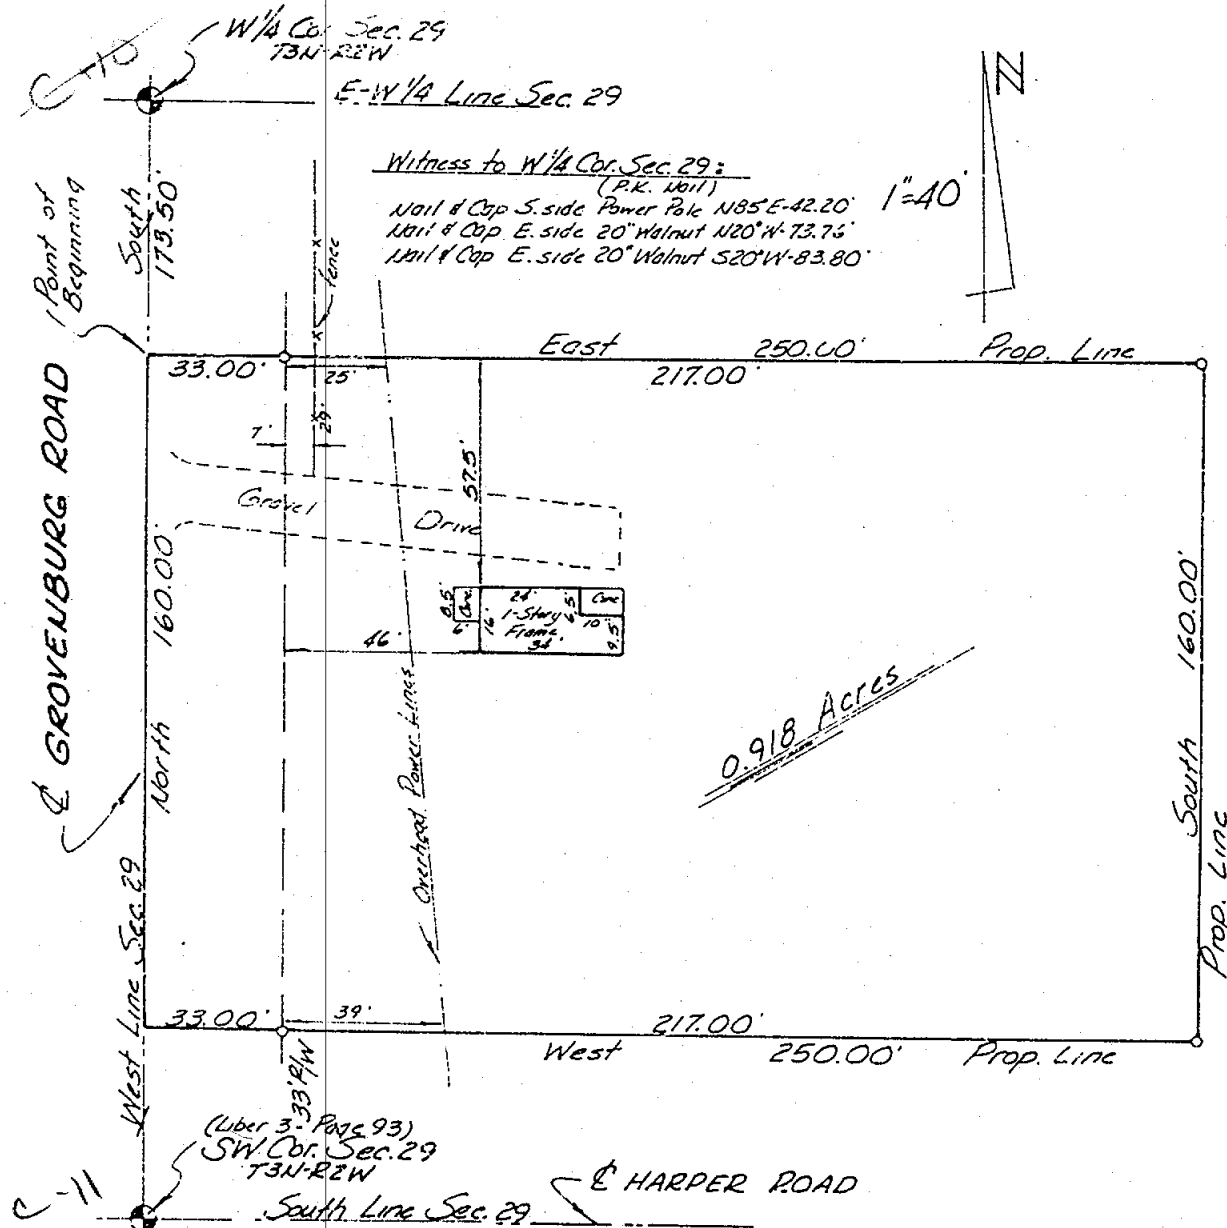 C-10
W 1/4 Cor. Sec. 29
T3N-R2W
E-W 1/4 Line Sec. 29
N
1"=40'
Witness to W 1/4 Cor. Sec. 29:
(P.K. Nail)
Nail & Cap S. side Power Pole N85°E-42.20'
Nail & Cap E. side 20" Walnut N20°W-73.75'
Nail & Cap E. side 20" Walnut S20°W-83.80'
South
173.50'
Point of
Beginning
fence
East 250.00' Prop. Line
33.00'
25'
217.00'
7'
29'
57.5'
Gravel Drive
℄ GROVENBURG ROAD
North 160.00'
8.5'
Conc.
6'
24'
16'
1-Story
Frame
34'
6.5'
Conc
10'
9.5'
46'
Overhead Power Lines
0.918 Acres
South 160.00'
Prop. Line
West Line Sec. 29
33.00'
39'
217.00'
West 250.00' Prop. Line
33' R/W
(Liber 3 - Page 93)
SW Cor. Sec. 29
T3N-R2W
C-11
South Line Sec. 29
℄ HARPER ROAD